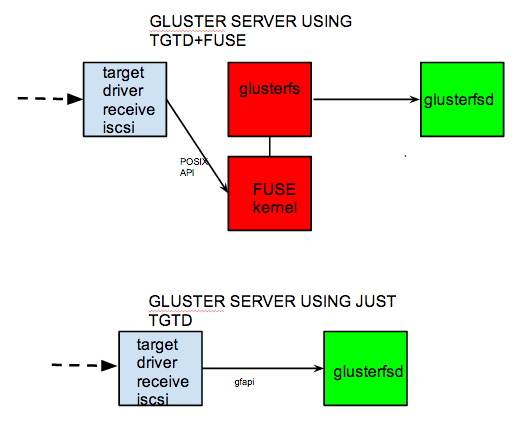 GLUSTER SERVER USING
TGTD+FUSE
target
driver
receive
iscsi
glusterfs
glusterfsd
POSIX
API
FUSE
kernel
GLUSTER SERVER USING JUST
TGTD
target
driver
receive
iscsi
gfapi
glusterfsd